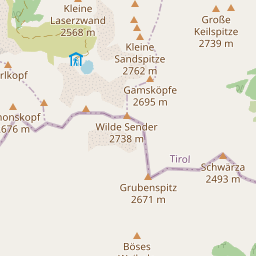 Kleine
Laserzwand
2568 m
Große
Keilspitze
2739 m
Kleine
Sandspitze
2762 m
Gamsköpfe
2695 m
Wilde Sender
2738 m
Tirol
Schwärza
2493 m
Grubenspitz
2671 m
Böses